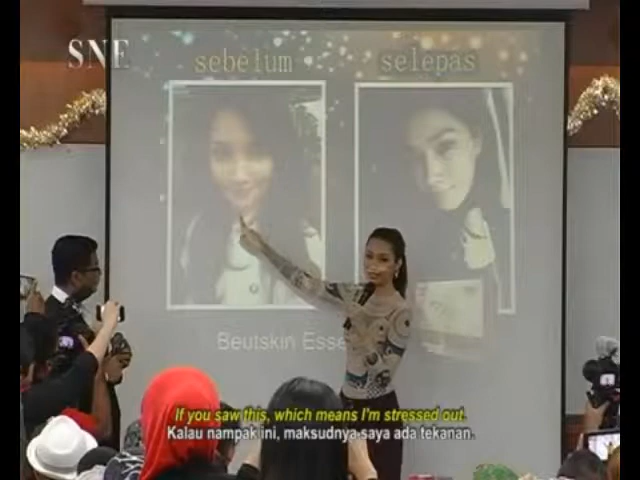 SNE
sebelum
selepas
Beutskin Esse
If you saw this, which means I'm stressed out.
Kalau nampak ini, maksudnya saya ada tekanan.